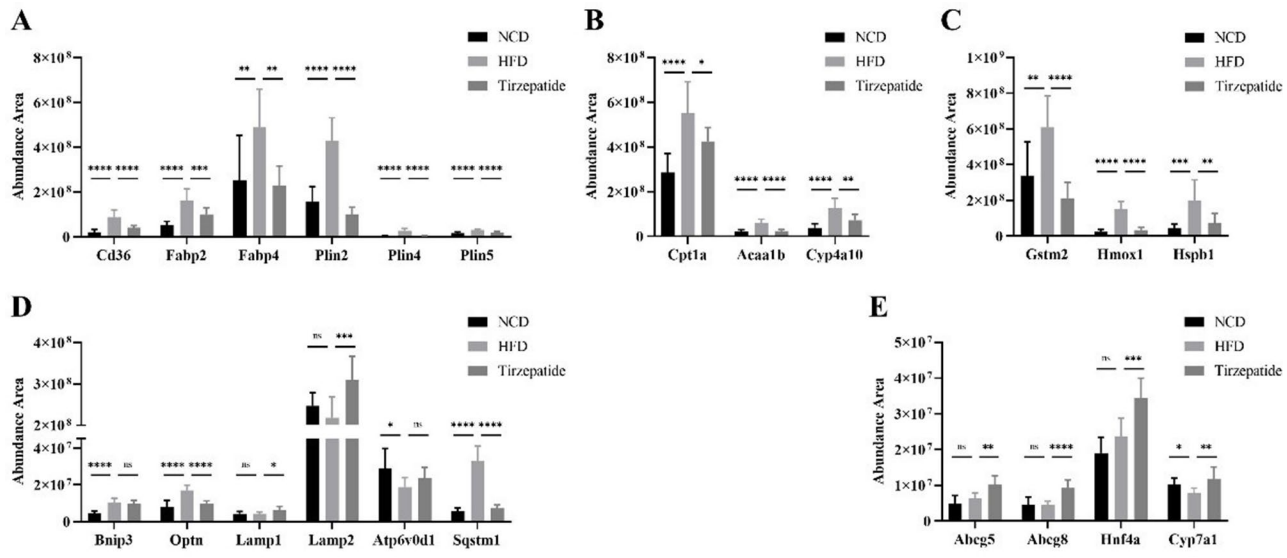 A
NCD
HFD
Tirzepatide
Abundance Area
8×10⁸
6×10⁸
4×10⁸
2×10⁸
0
**** **** **** *** ** ** **** **** **** **** **** ****
Cd36 Fabp2 Fabp4 Plin2 Plin4 Plin5
B
NCD
HFD
Tirzepatide
Abundance Area
8×10⁸
6×10⁸
4×10⁸
2×10⁸
0
**** * **** **** **** **
Cpt1a Acaa1b Cyp4a10
C
NCD
HFD
Tirzepatide
Abundance Area
1×10⁹
8×10⁸
6×10⁸
4×10⁸
2×10⁸
0
** **** **** **** *** **
Gstm2 Hmox1 Hspb1
D
NCD
HFD
Tirzepatide
Abundance Area
4×10⁸
3×10⁸
2×10⁸
4×10⁷
2×10⁷
0
**** ns **** **** ns * ns *** * ns **** ****
Bnip3 Optn Lamp1 Lamp2 Atp6v0d1 Sqstm1
E
NCD
HFD
Tirzepatide
Abundance Area
5×10⁷
4×10⁷
3×10⁷
2×10⁷
1×10⁷
0
ns ** ns **** ns *** * **
Abcg5 Abcg8 Hnf4a Cyp7a1